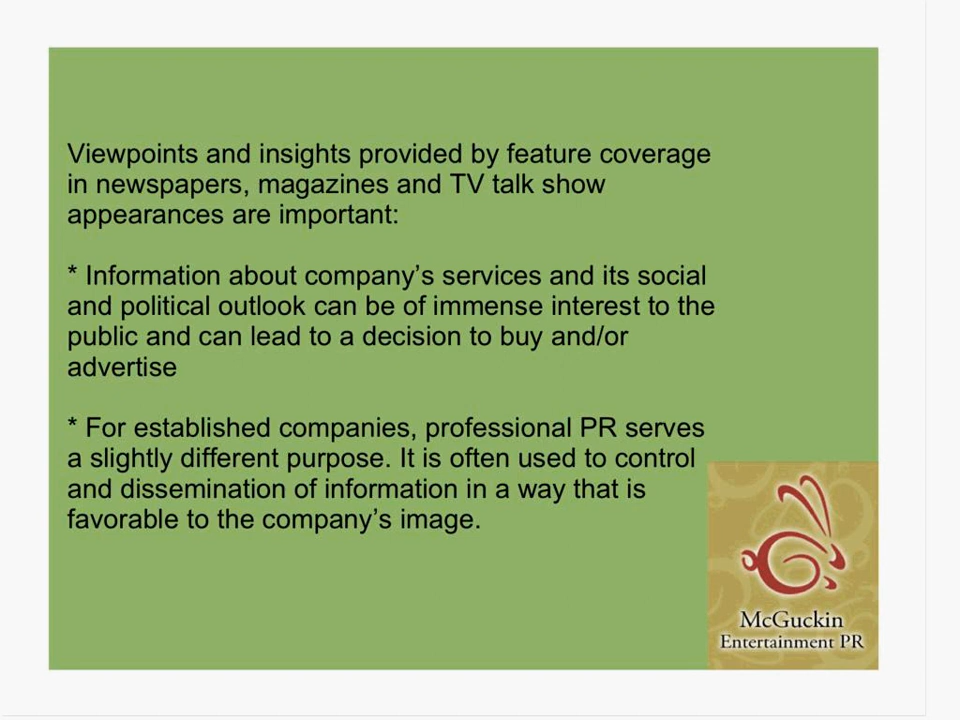 Viewpoints and insights provided by feature coverage
in newspapers, magazines and TV talk show
appearances are important:
* Information about company’s services and its social
and political outlook can be of immense interest to the
public and can lead to a decision to buy and/or
advertise
* For established companies, professional PR serves
a slightly different purpose. It is often used to control
and dissemination of information in a way that is
favorable to the company’s image.
McGuckin
Entertainment PR